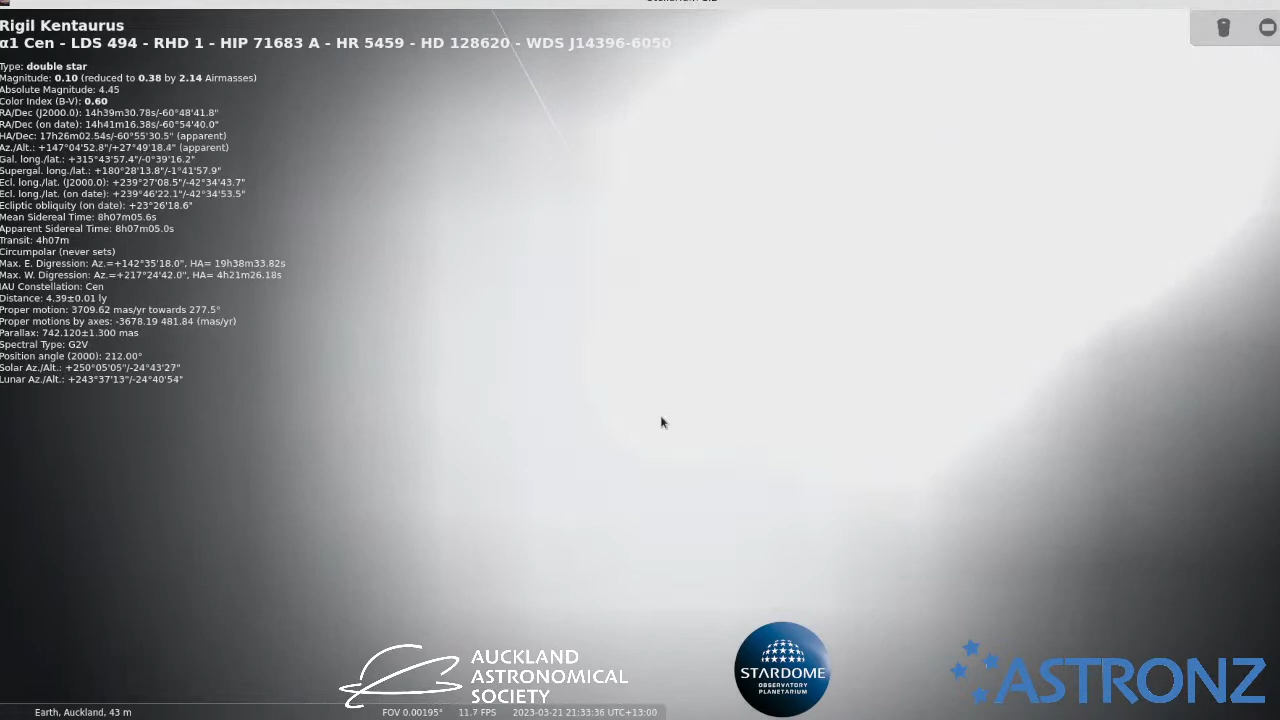 Rigil Kentaurus
α1 Cen - LDS 494 - RHD 1 - HIP 71683 A - HR 5459 - HD 128620 - WDS J14396-6050
Type: double star
Magnitude: 0.10 (reduced to 0.38 by 2.14 Airmasses)
Absolute Magnitude: 4.45
Color Index (B-V): 0.60
RA/Dec (J2000.0): 14h39m30.78s/-60°48'41.8"
RA/Dec (on date): 14h41m16.38s/-60°54'40.0"
HA/Dec: 17h26m02.54s/-60°55'30.5" (apparent)
Az./Alt.: +147°04'52.8"/+27°49'18.4" (apparent)
Gal. long./lat.: +315°43'57.4"/-0°39'16.2"
Supergal. long./lat.: +180°28'13.8"/-1°41'57.9"
Ecl. long./lat. (J2000.0): +239°27'08.5"/-42°34'43.7"
Ecl. long./lat. (on date): +239°46'22.1"/-42°34'53.5"
Ecliptic obliquity (on date): +23°26'18.6"
Mean Sidereal Time: 8h07m05.6s
Apparent Sidereal Time: 8h07m05.0s
Transit: 4h07m
Circumpolar (never sets)
Max. E. Digression: Az.=+142°35'18.0", HA= 19h38m33.82s
Max. W. Digression: Az.=+217°24'42.0", HA= 4h21m26.18s
IAU Constellation: Cen
Distance: 4.39±0.01 ly
Proper motion: 3709.62 mas/yr towards 277.5°
Proper motions by axes: -3678.19 481.84 (mas/yr)
Parallax: 742.120±1.300 mas
Spectral Type: G2V
Position angle (2000): 212.00°
Solar Az./Alt.: +250°05'05"/-24°43'27"
Lunar Az./Alt.: +243°37'13"/-24°40'54"
AUCKLAND
ASTRONOMICAL
SOCIETY
STARDOME
OBSERVATORY
PLANETARIUM
ASTRONZ
Earth, Auckland, 43 m
FOV 0.00195°
11.7 FPS
2023-03-21 21:33:36 UTC+13:00